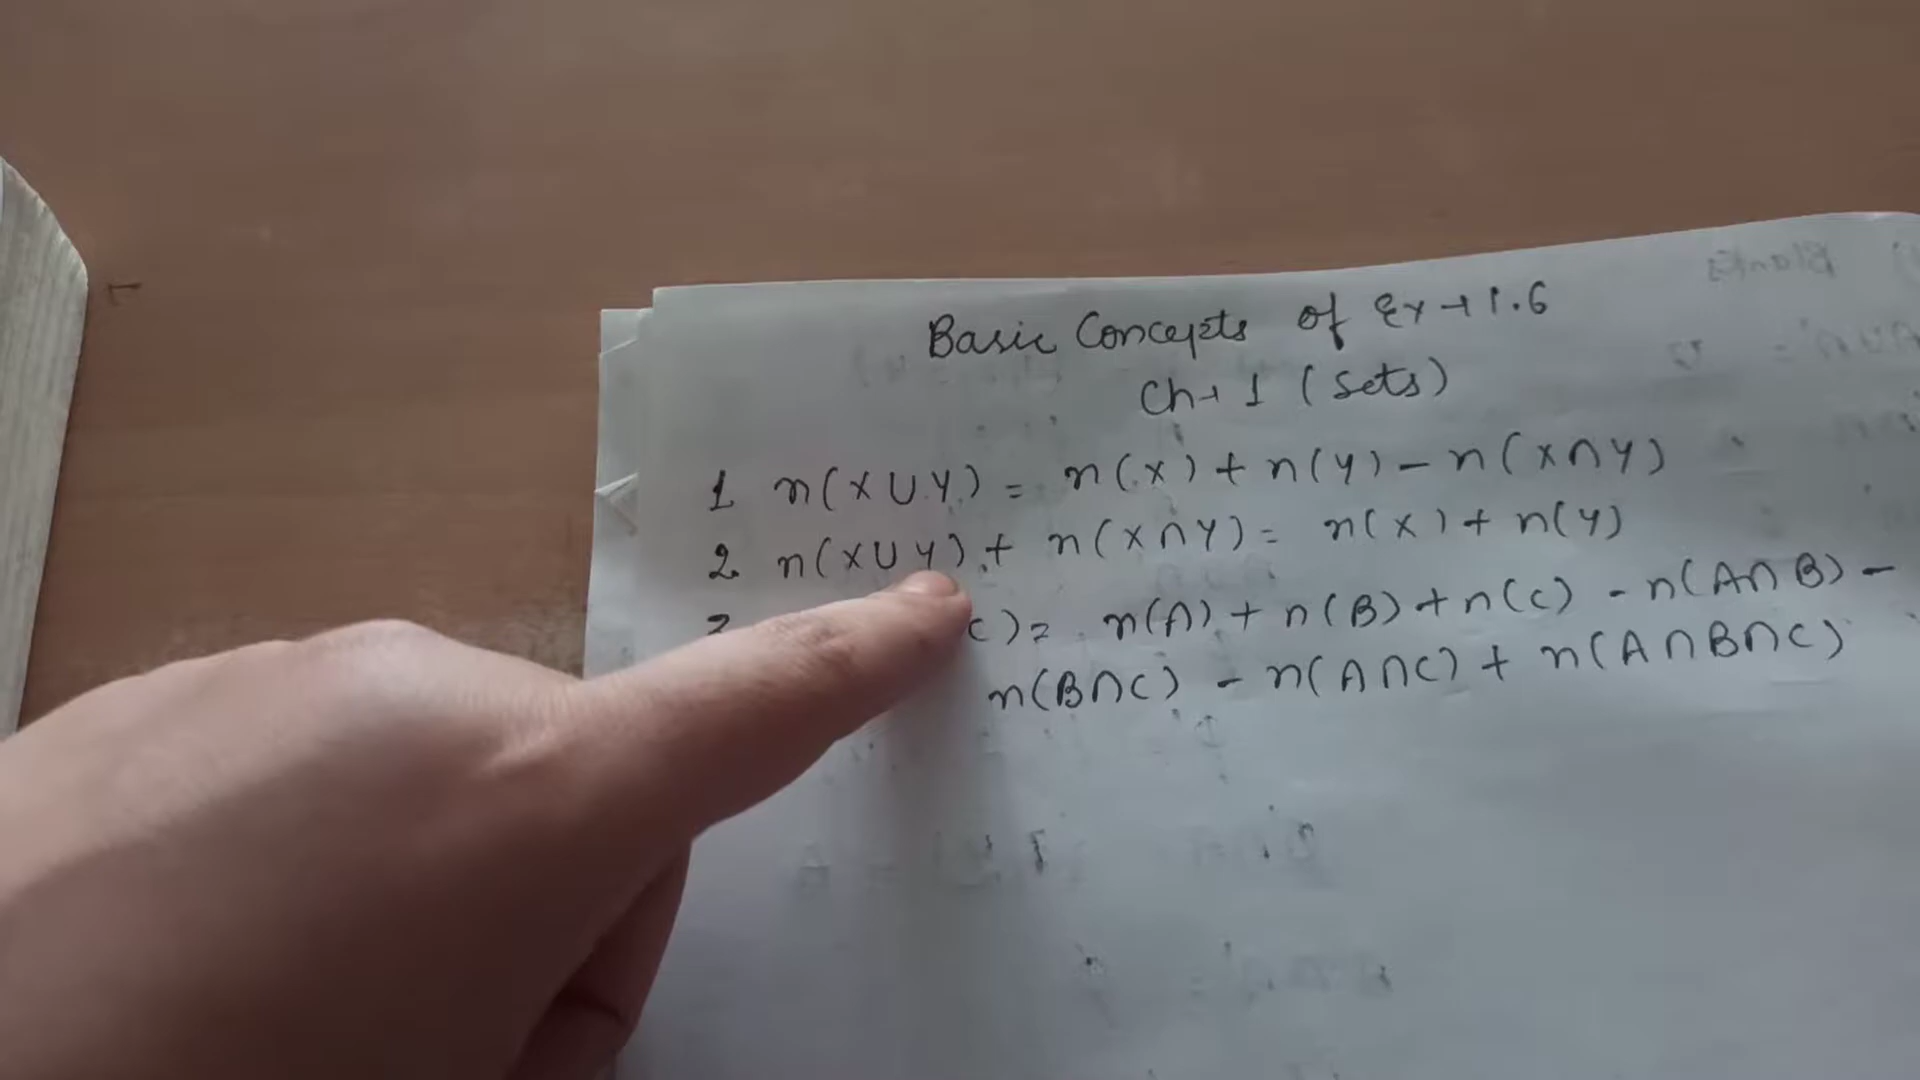 Basic Concepts of Ex→1.6
Ch→1 (Sets)
1 n(X∪Y) = n(X) + n(Y) − n(X∩Y)
2 n(X∪Y) + n(X∩Y) = n(X) + n(Y)
C) = n(A) + n(B) + n(C) - n(A∩B) −
n(B∩C) - n(A∩C) + n(A∩B∩C)